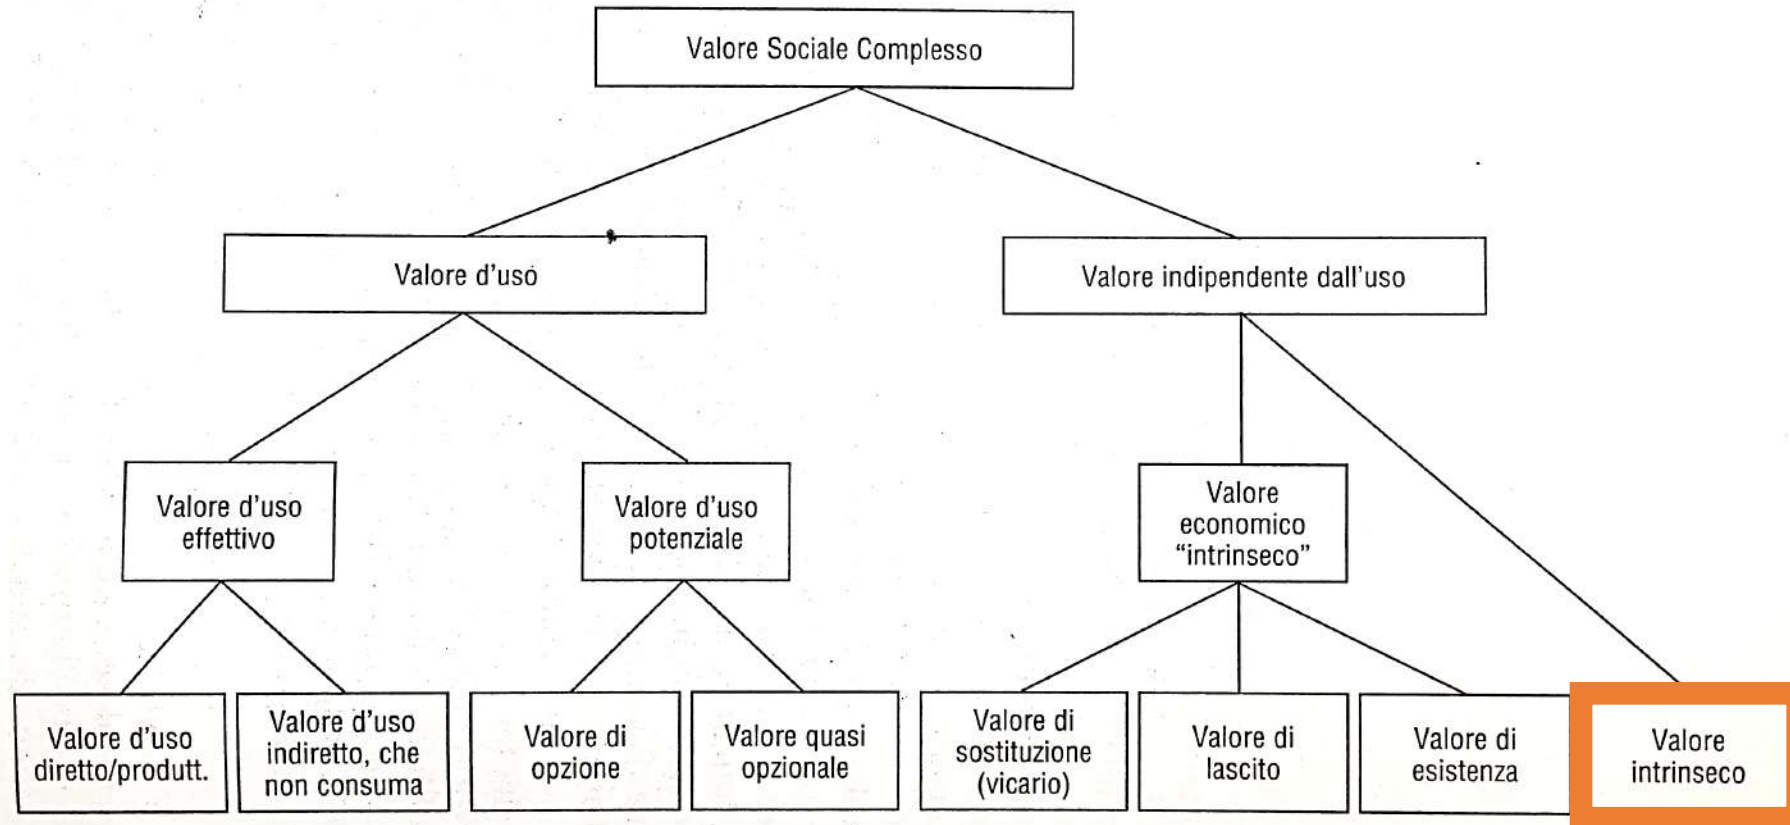 Valore Sociale Complesso
Valore d'uso
Valore indipendente dall'uso
Valore d'uso
effettivo
Valore d'uso
potenziale
Valore
economico
“intrinseco”
Valore d'uso
diretto/produtt.
Valore d'uso
indiretto, che
non consuma
Valore di
opzione
Valore quasi
opzionale
Valore di
sostituzione
(vicario)
Valore di
lascito
Valore di
esistenza
Valore
intrinseco